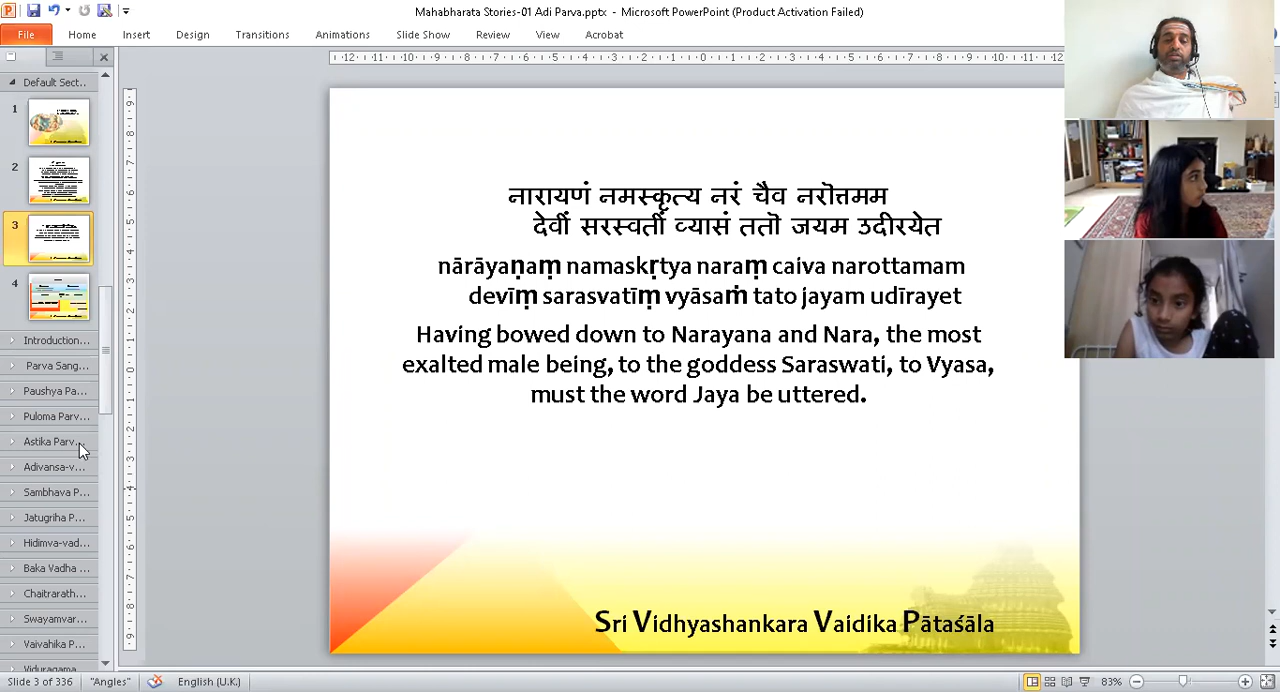 Mahabharata Stories-01 Adi Parva.pptx - Microsoft PowerPoint (Product Activation Failed)
File Home Insert Design Transitions Animations Slide Show Review View Acrobat
Default Sect...
1
2
3
4
Introduction...
Parva Sang...
Paushya Pa...
Puloma Parv...
Astika Parv...
Adivansa-v...
Sambhava P...
Jatugriha P...
Hidimva-vad...
Baka Vadha ...
Chaitrarath...
Swayamvar...
Vaivahika P...
Viduragama...
नारायणं नमस्कृत्य नरं चैव नरॊत्तमम
देवीं सरस्वतीं व्यासं ततॊ जयम उदीरयेत
nārāyaṇaṃ namaskṛtya naraṃ caiva narottamam
devīṃ sarasvatīṃ vyāsaṁ tato jayam udīrayet
Having bowed down to Narayana and Nara, the most
exalted male being, to the goddess Saraswati, to Vyasa,
must the word Jaya be uttered.
Sri Vidhyashankara Vaidika Pātaśāla
Slide 3 of 336 "Angles" English (U.K.) 83%